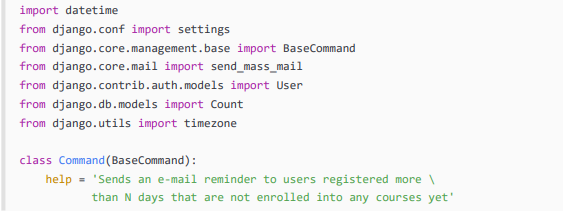 import datetime
from django.conf import settings
from django.core.management.base import BaseCommand
from django.core.mail import send_mass_mail
from django.contrib.auth.models import User
from django.db.models import Count
from django.utils import timezone

class Command(BaseCommand):
    help = 'Sends an e-mail reminder to users registered more \
           than N days that are not enrolled into any courses yet'